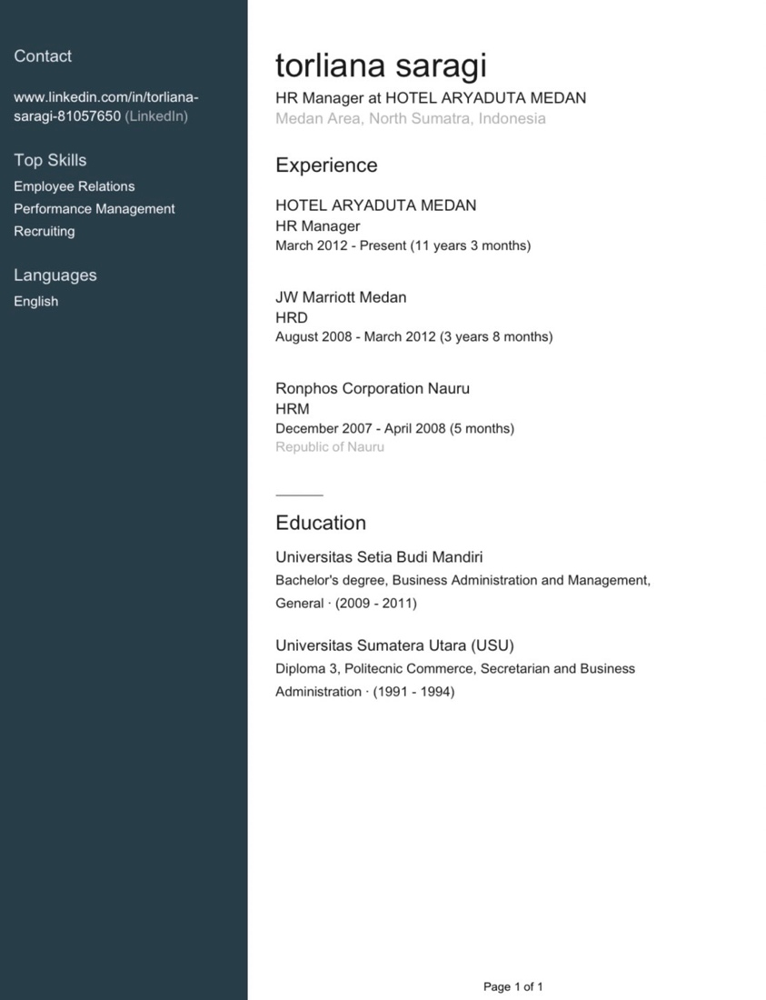 Contact
www.linkedin.com/in/torliana-
saragi-81057650 (LinkedIn)
Top Skills
Employee Relations
Performance Management
Recruiting
Languages
English
torliana saragi
HR Manager at HOTEL ARYADUTA MEDAN
Medan Area, North Sumatra, Indonesia
Experience
HOTEL ARYADUTA MEDAN
HR Manager
March 2012 - Present (11 years 3 months)
JW Marriott Medan
HRD
August 2008 - March 2012 (3 years 8 months)
Ronphos Corporation Nauru
HRM
December 2007 - April 2008 (5 months)
Republic of Nauru
Education
Universitas Setia Budi Mandiri
Bachelor's degree, Business Administration and Management,
General · (2009 - 2011)
Universitas Sumatera Utara (USU)
Diploma 3, Politecnic Commerce, Secretarian and Business
Administration · (1991 - 1994)
Page 1 of 1